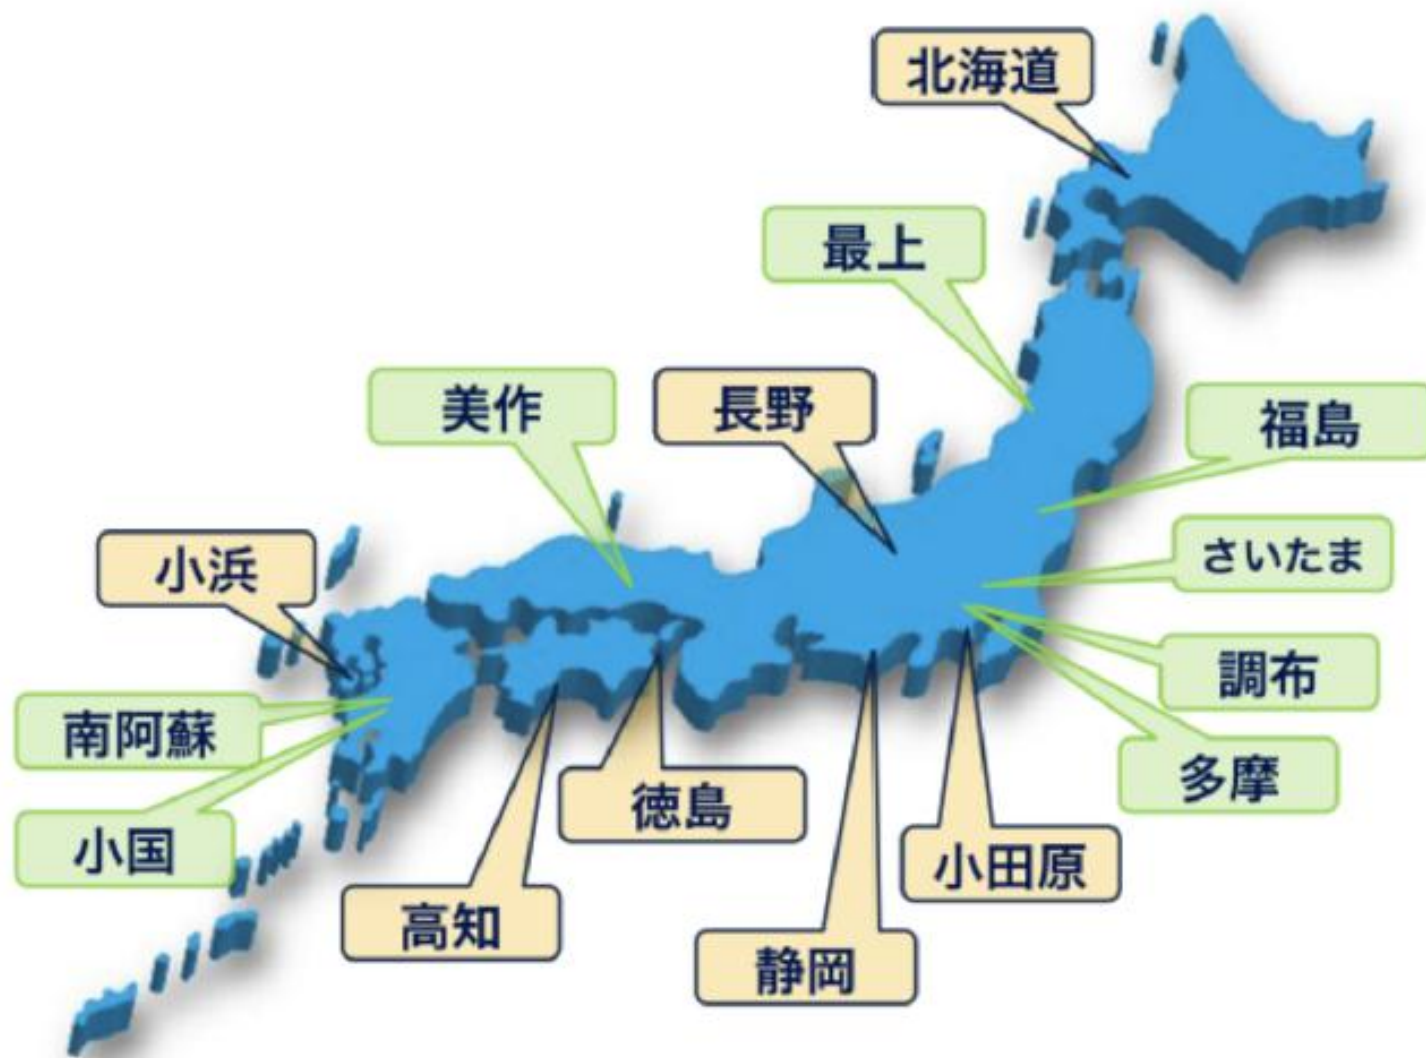 北海道
最上
美作
長野
福島
さいたま
小浜
調布
南阿蘇
多摩
徳島
小国
小田原
高知
静岡